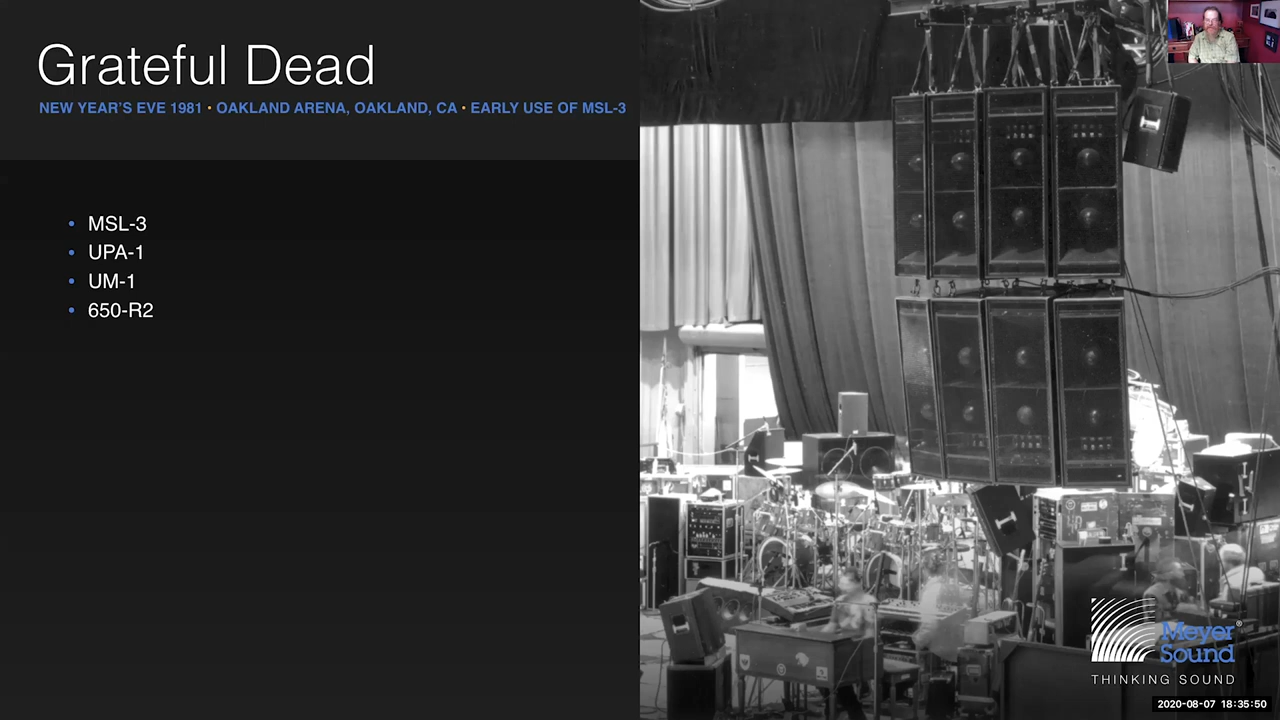 Grateful Dead
NEW YEAR'S EVE 1981 • OAKLAND ARENA, OAKLAND, CA • EARLY USE OF MSL-3
• MSL-3
• UPA-1
• UM-1
• 650-R2
Meyer®
Sound
THINKING SOUND
2020-08-07 18:35:50